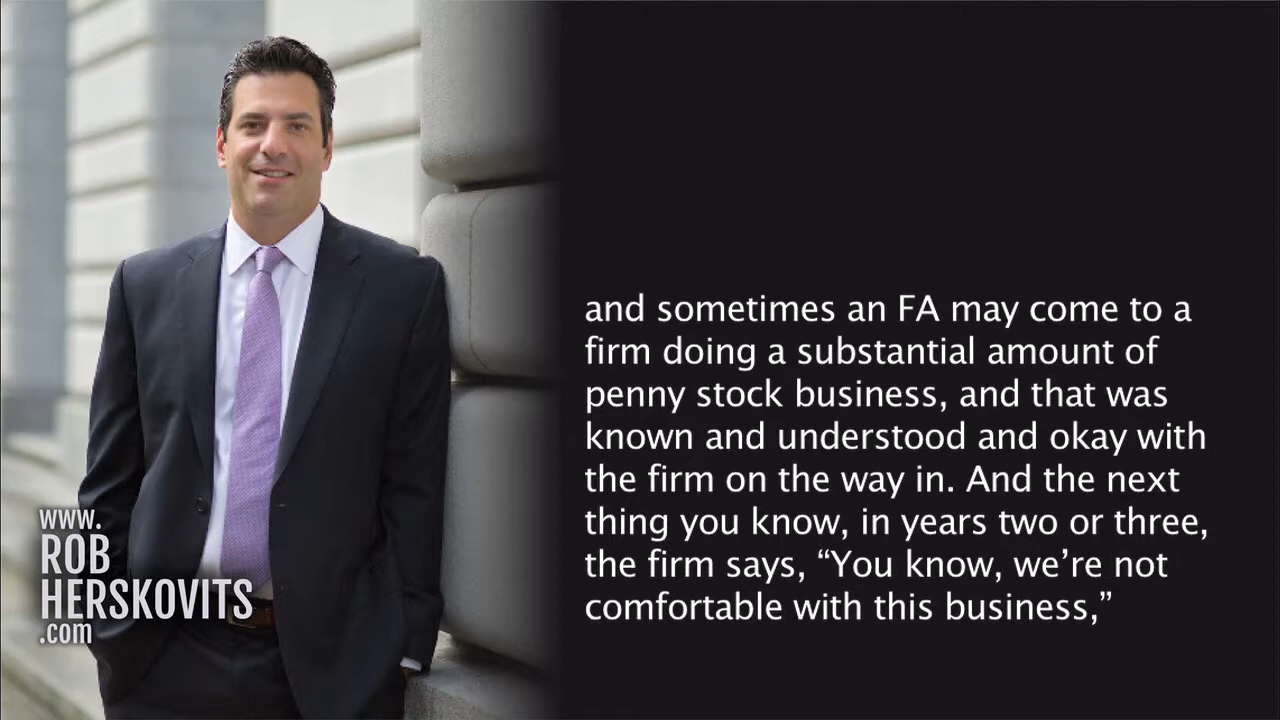 www.
ROB
HERSKOVITS
.com
and sometimes an FA may come to a
firm doing a substantial amount of
penny stock business, and that was
known and understood and okay with
the firm on the way in. And the next
thing you know, in years two or three,
the firm says, “You know, we’re not
comfortable with this business,”